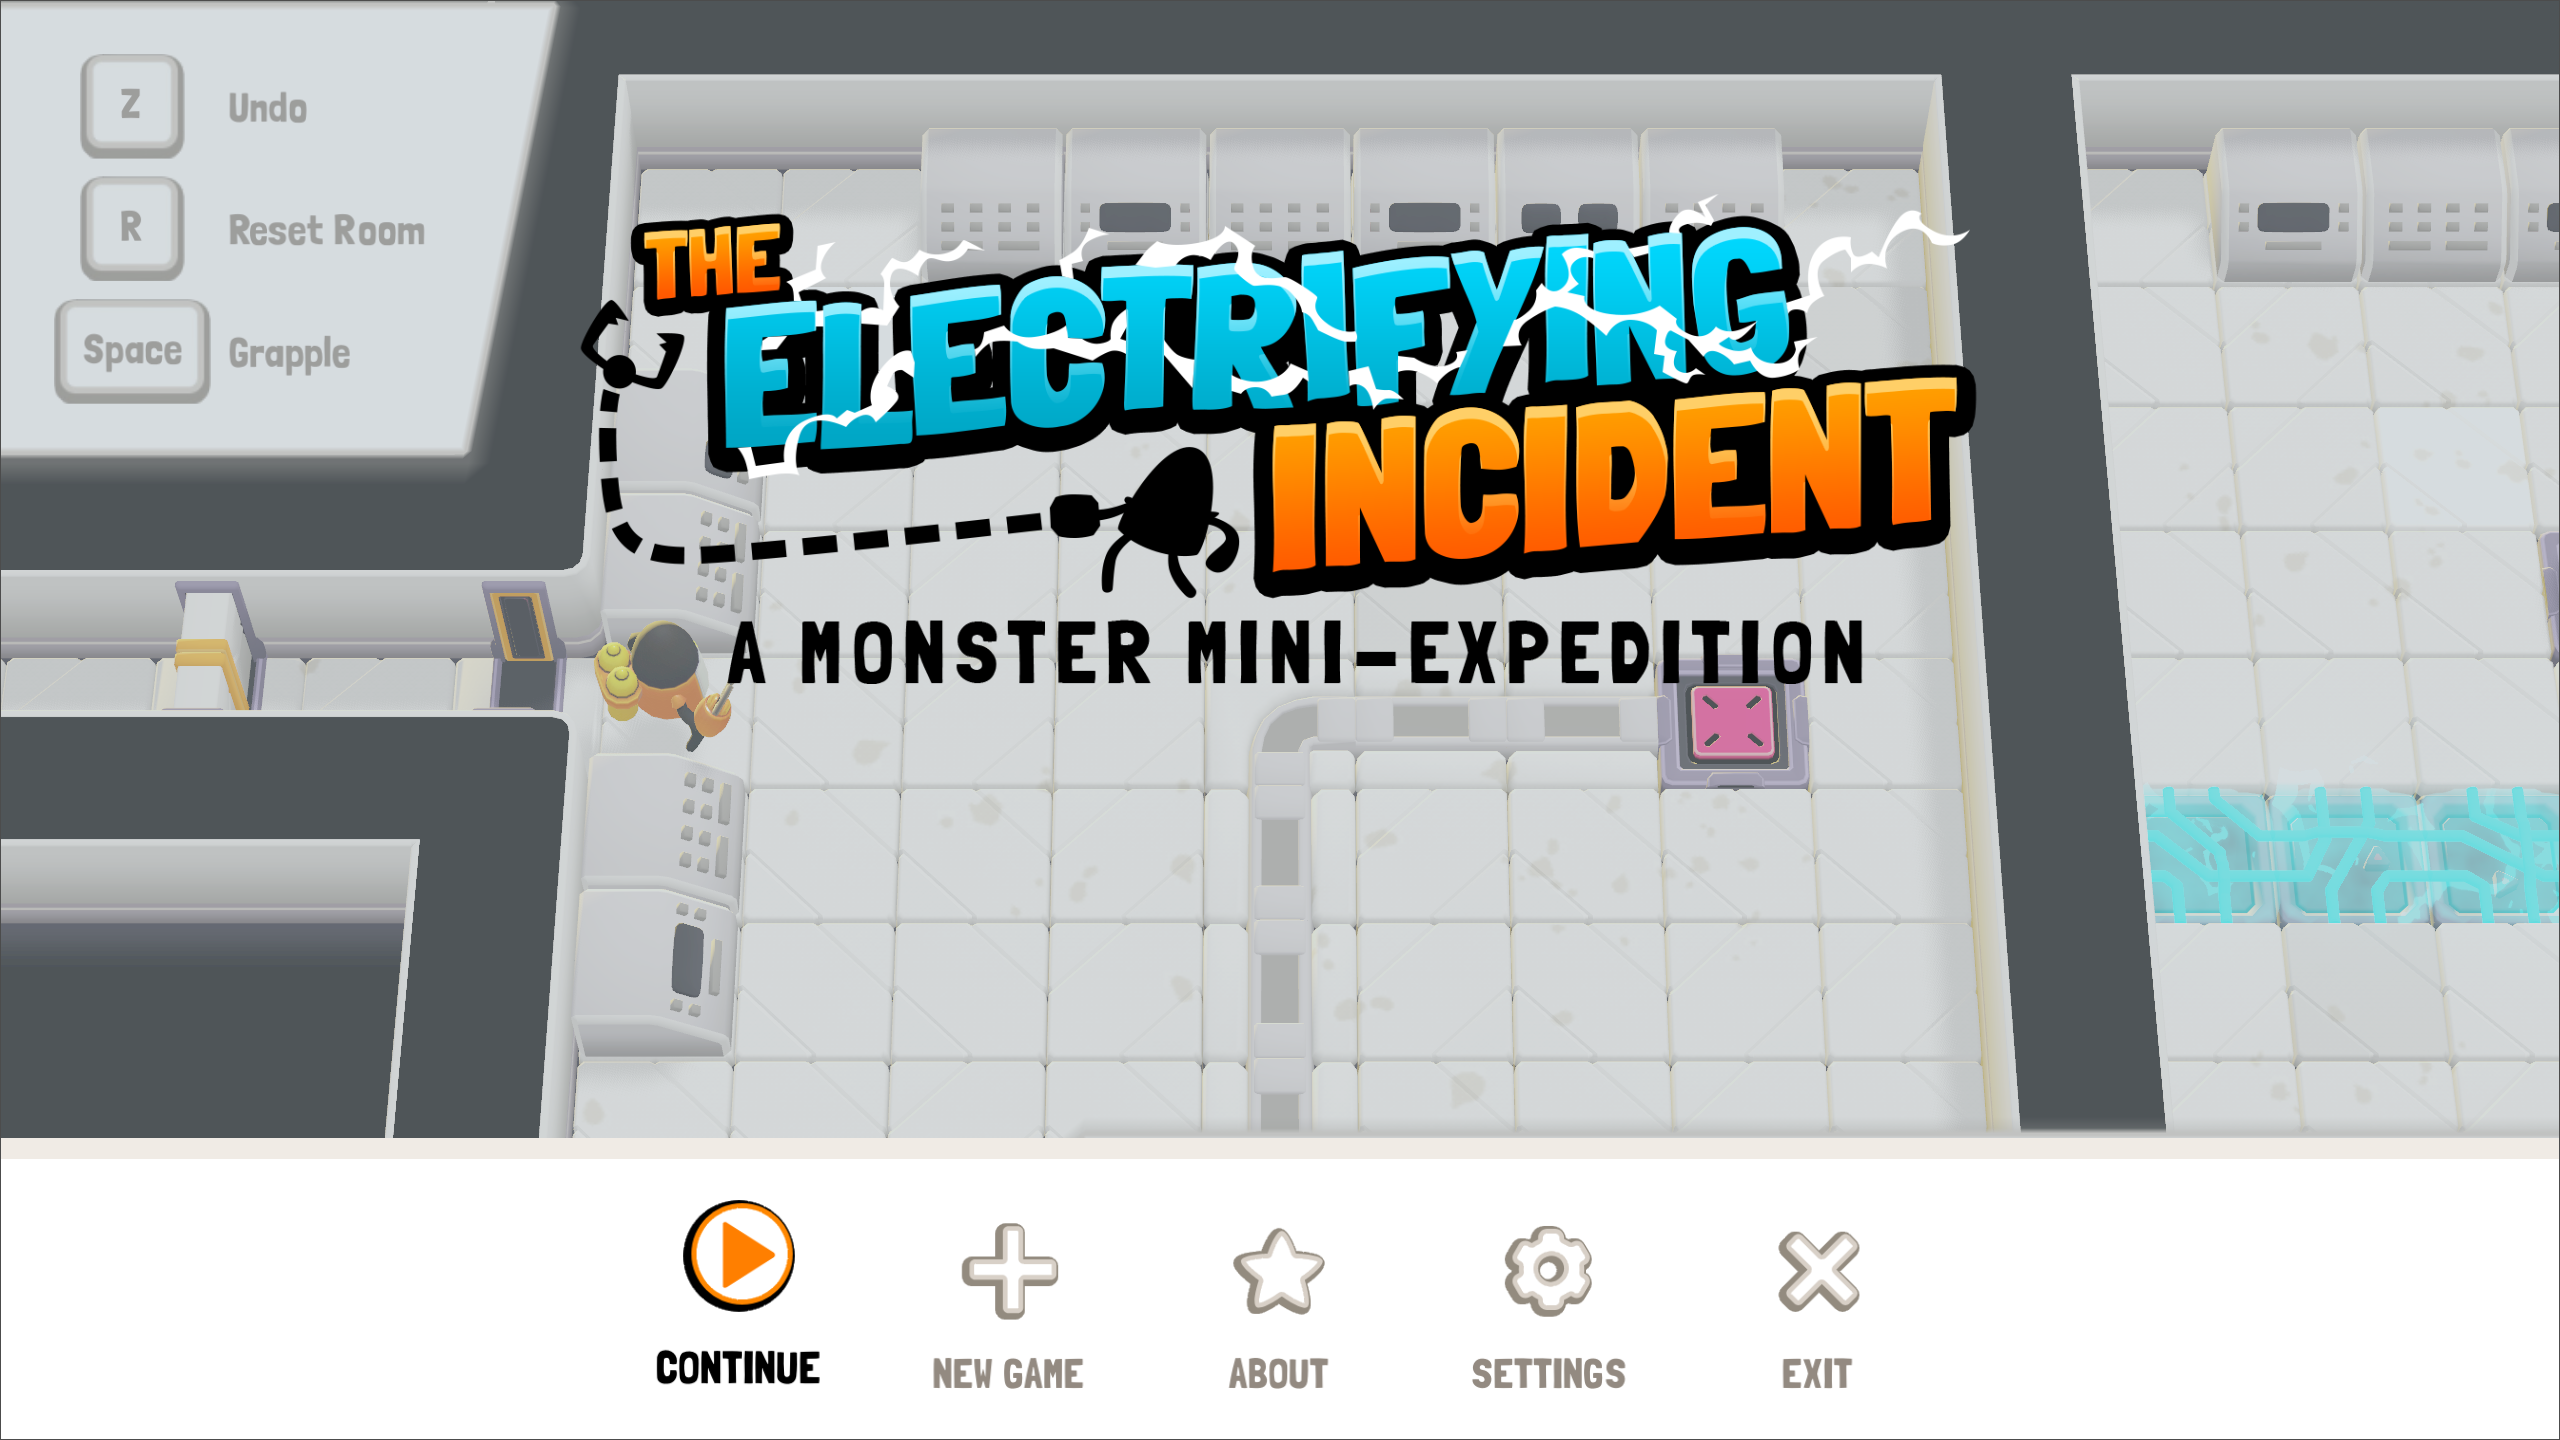 Z Undo
R Reset Room
Space Grapple
THE
ELECTRIFYING
INCIDENT
A MONSTER MINI-EXPEDITION
CONTINUE NEW GAME ABOUT SETTINGS EXIT